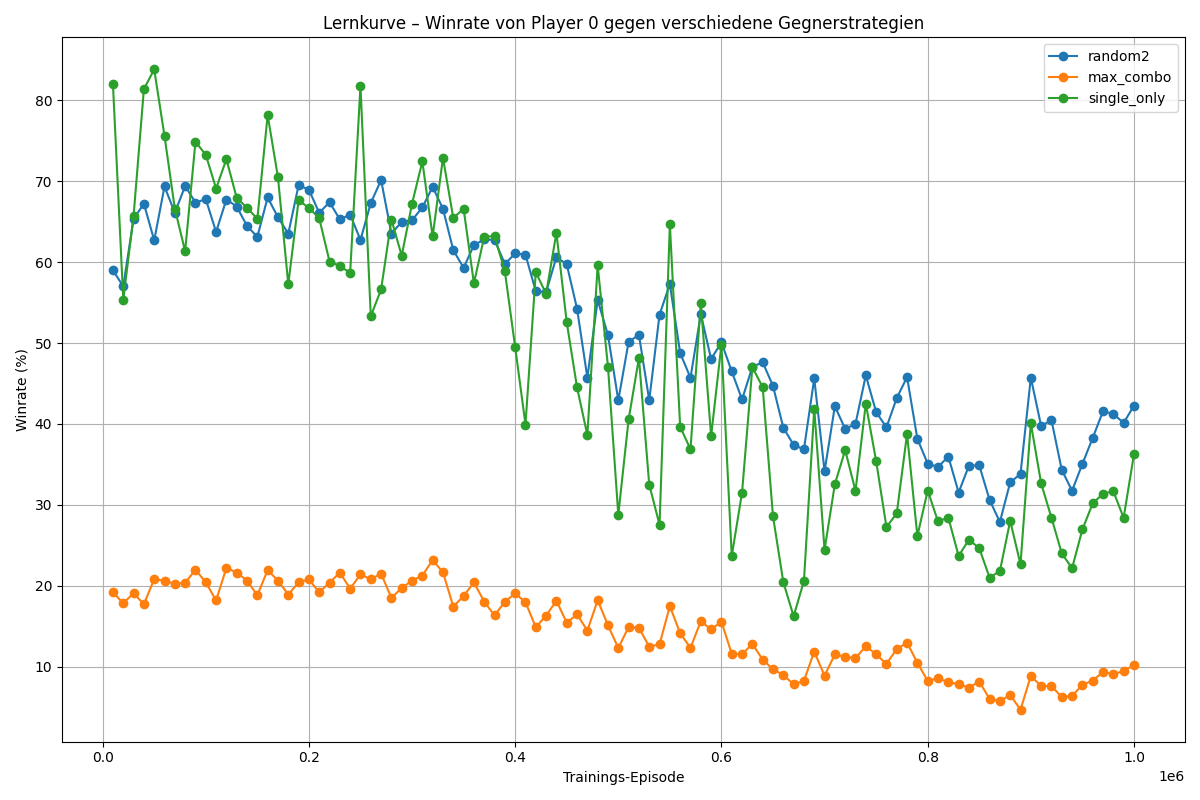 Lernkurve – Winrate von Player 0 gegen verschiedene Gegnerstrategien
random2
max_combo
single_only
Winrate (%)
80
70
60
50
40
30
20
10
0.0 0.2 0.4 0.6 0.8 1.0
1e6
Trainings-Episode